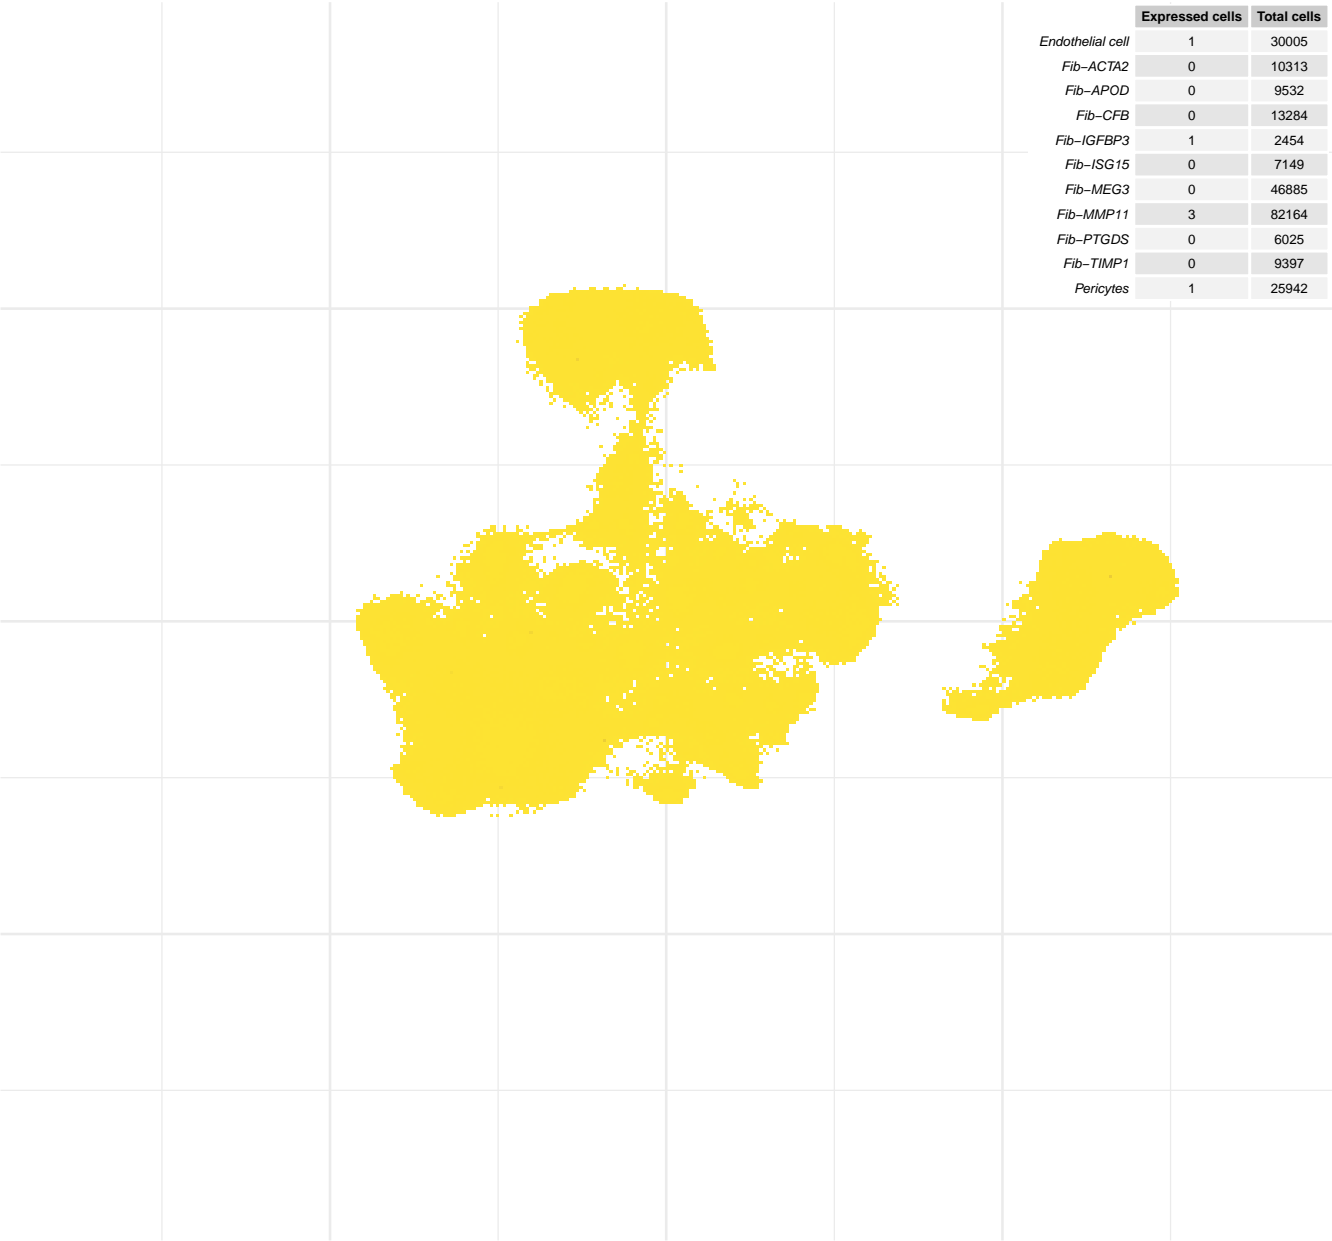 Expressed cells Total cells
Endothelial cell 1 30005
Fib−ACTA2 0 10313
Fib−APOD 0 9532
Fib−CFB 0 13284
Fib−IGFBP3 1 2454
Fib−ISG15 0 7149
Fib−MEG3 0 46885
Fib−MMP11 3 82164
Fib−PTGDS 0 6025
Fib−TIMP1 0 9397
Pericytes 1 25942